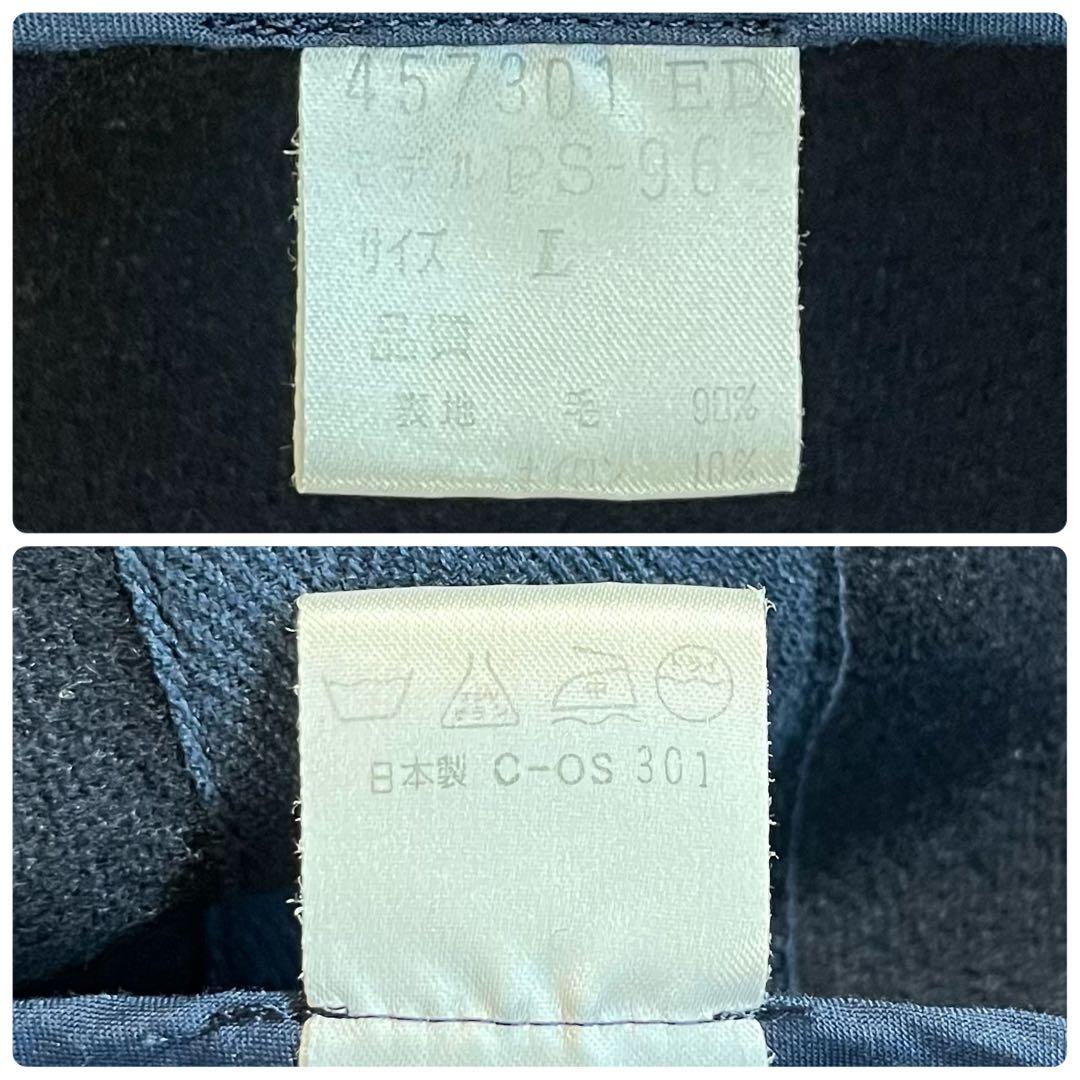 457301 ED
モデル PS-965
サイズ L
品質
表地 毛 90%
ナイロン 10%
日本製 C-OS 301